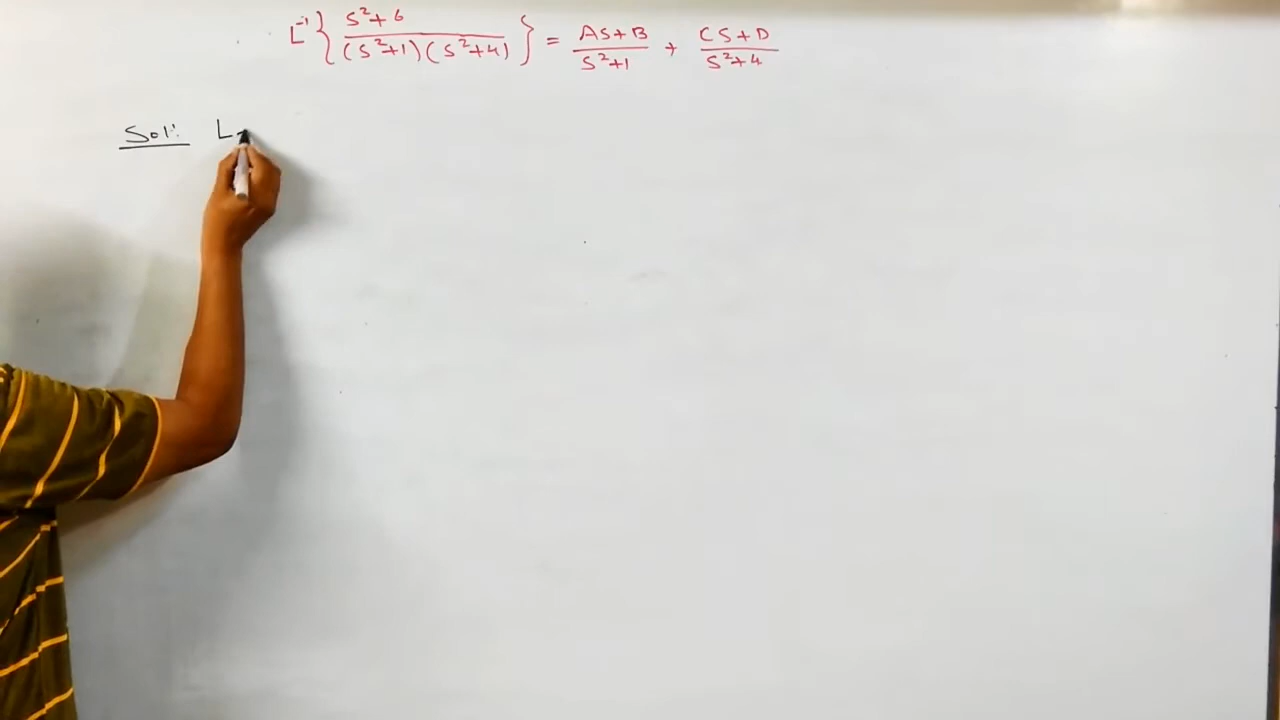 L⁻¹{ S²+6 / (S²+1)(S²+4) } = AS+B / S²+1 + CS+D / S²+4
Sol: L